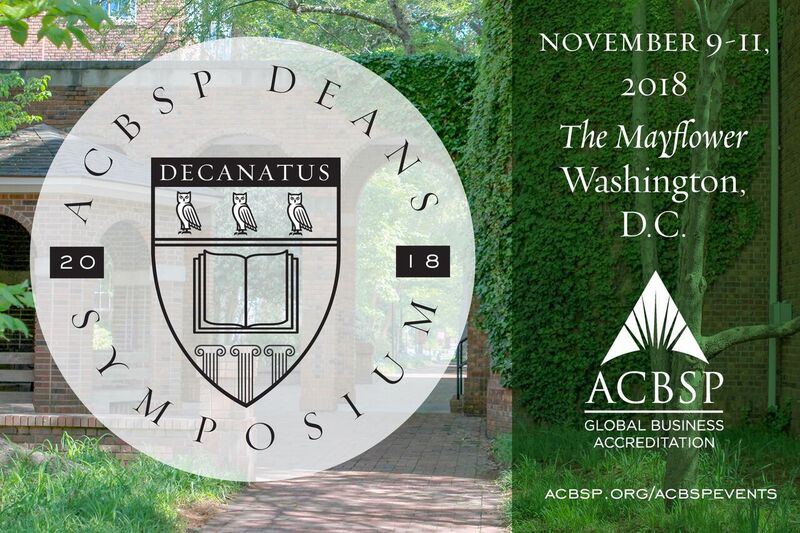 ACBSP DEANS
SYMPOSIUM
DECANATUS
20
18
NOVEMBER 9-11,
2018
The Mayflower
Washington,
D.C.
ACBSP
GLOBAL BUSINESS
ACCREDITATION
ACBSP.ORG/ACBSPEVENTS